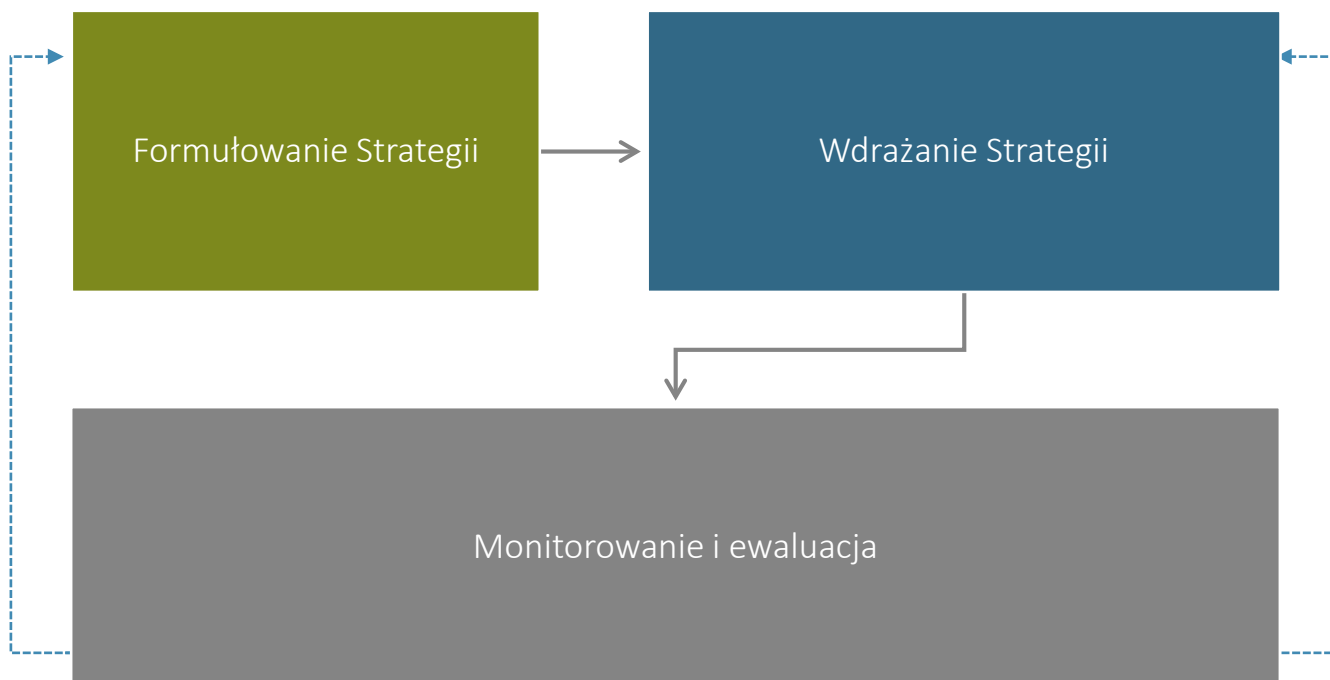 Formułowanie Strategii
Wdrażanie Strategii
Monitorowanie i ewaluacja